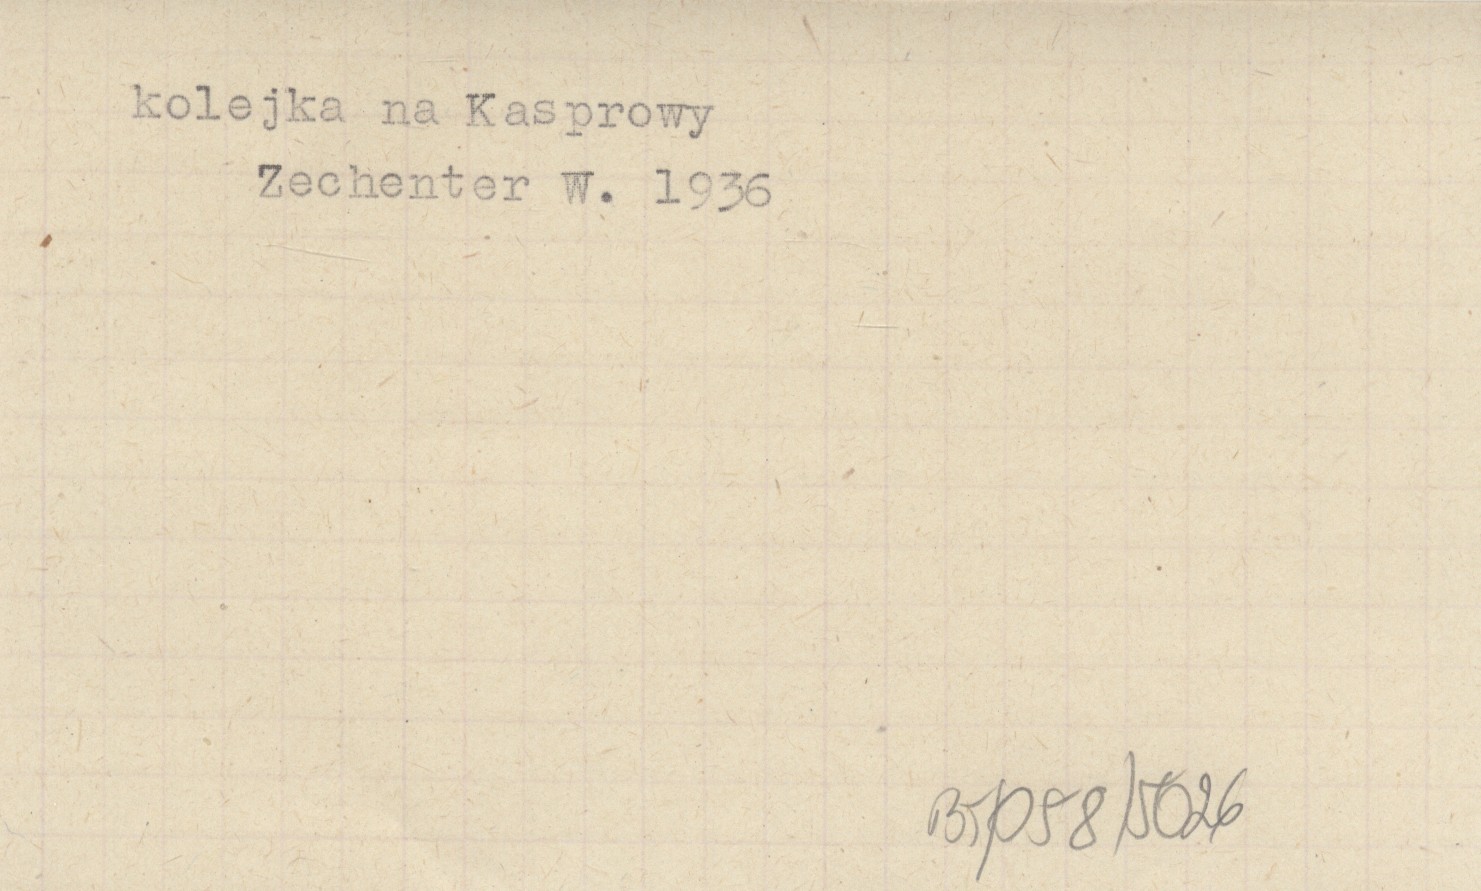 kolejka na Kasprowy
Zechenter W. 1936